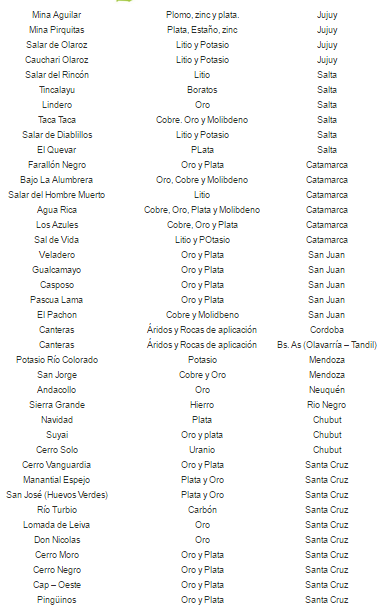 Mina Aguilar Plomo, zinc y plata. Jujuy
Mina Pirquitas Plata, Estaño, zinc Jujuy
Salar de Olaroz Litio y Potasio Jujuy
Cauchari Olaroz Litio y Potasio Jujuy
Salar del Rincón Litio Salta
Tincalayu Boratos Salta
Lindero Oro Salta
Taca Taca Cobre. Oro y Molibdeno Salta
Salar de Diablillos Litio y Potasio Salta
El Quevar PLata Salta
Farallón Negro Oro y Plata Catamarca
Bajo La Alumbrera Oro, Cobre y Molibdeno Catamarca
Salar del Hombre Muerto Litio Catamarca
Agua Rica Cobre, Oro, Plata y Molibdeno Catamarca
Los Azules Cobre, Oro y Plata Catamarca
Sal de Vida Litio y POtasio Catamarca
Veladero Oro y Plata San Juan
Gualcamayo Oro y Plata San Juan
Casposo Oro y Plata San Juan
Pascua Lama Oro y Plata San Juan
El Pachon Cobre y Molidbeno San Juan
Canteras Áridos y Rocas de aplicación Cordoba
Canteras Áridos y Rocas de aplicación Bs. As (Olavarría – Tandil)
Potasio Río Colorado Potasio Mendoza
San Jorge Cobre y Oro Mendoza
Andacollo Oro Neuquén
Sierra Grande Hierro Rio Negro
Navidad Plata Chubut
Suyai Oro y plata Chubut
Cerro Solo Uranio Chubut
Cerro Vanguardia Oro y Plata Santa Cruz
Manantial Espejo Plata y Oro Santa Cruz
San José (Huevos Verdes) Plata y Oro Santa Cruz
Río Turbio Carbón Santa Cruz
Lomada de Leiva Oro Santa Cruz
Don Nicolas Oro Santa Cruz
Cerro Moro Oro y Plata Santa Cruz
Cerro Negro Oro y Plata Santa Cruz
Cap – Oeste Oro y Plata Santa Cruz
Pingüinos Oro y Plata Santa Cruz